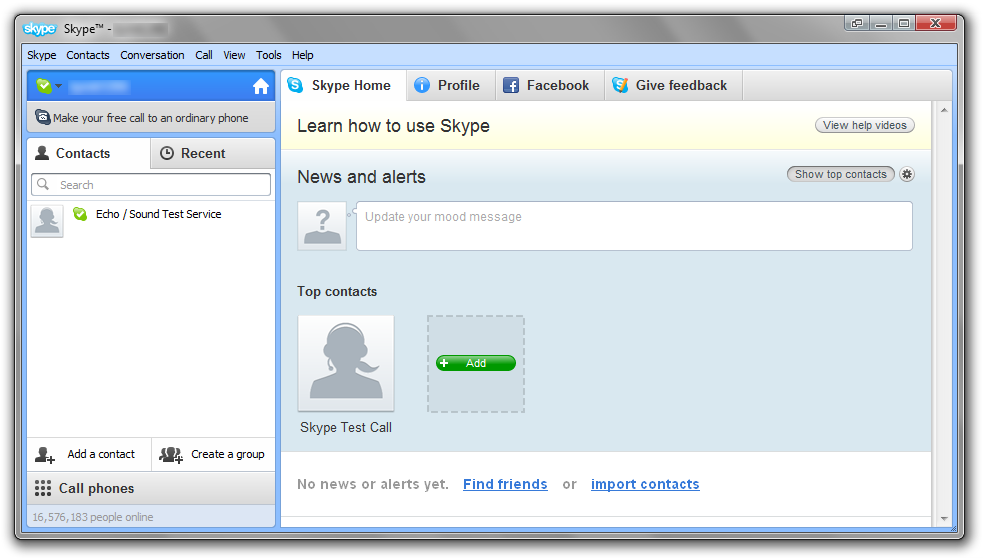 skype Skype™ -
Skype Contacts Conversation Call View Tools Help
Make your free call to an ordinary phone
Contacts Recent
Search
Echo / Sound Test Service
Add a contact Create a group
Call phones
16,576,183 people online
Skype Home Profile Facebook Give feedback
Learn how to use Skype View help videos
News and alerts Show top contacts
Update your mood message
Top contacts
Add
Skype Test Call
No news or alerts yet. Find friends or import contacts